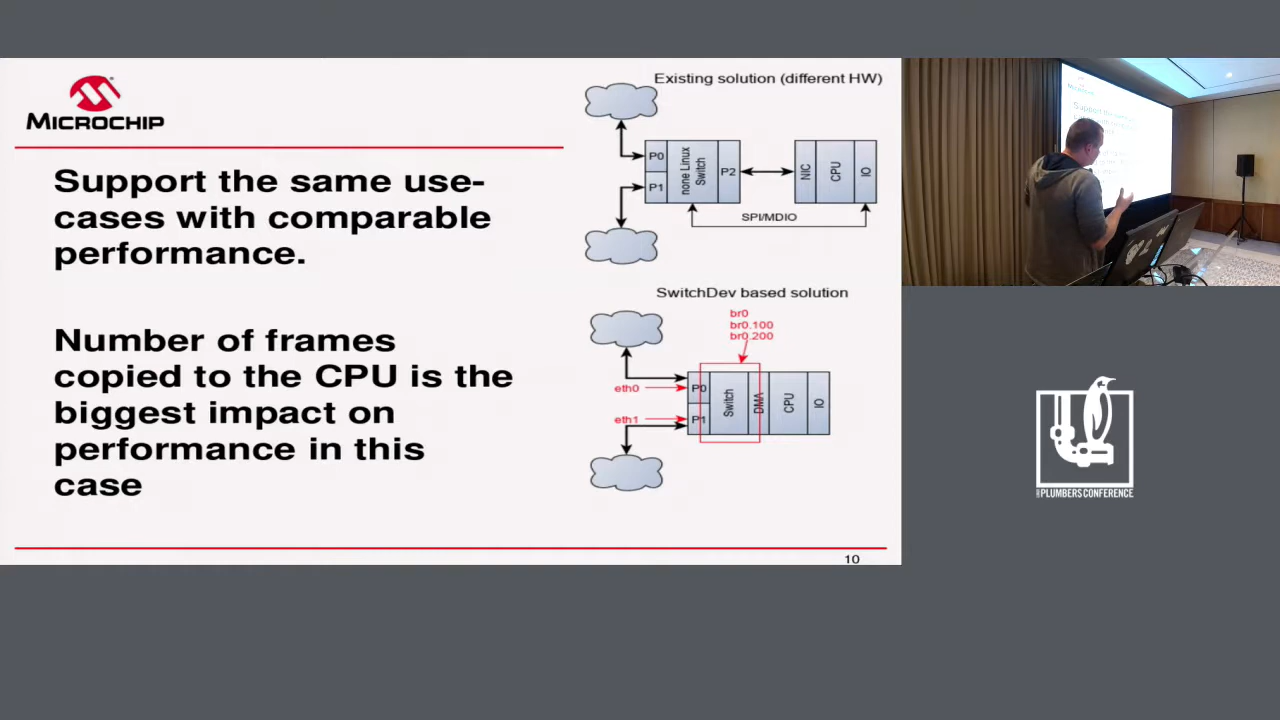 MICROCHIP
Support the same use-
cases with comparable
performance.
Number of frames
copied to the CPU is the
biggest impact on
performance in this
case
Existing solution (different HW)
P0
P1
none Linux
Switch
P2
NIC
CPU
IO
SPI/MDIO
SwitchDev based solution
br0
br0.100
br0.200
eth0
eth1
P0
P1
Switch
DMA
CPU
IO
10
PLUMBERS CONFERENCE